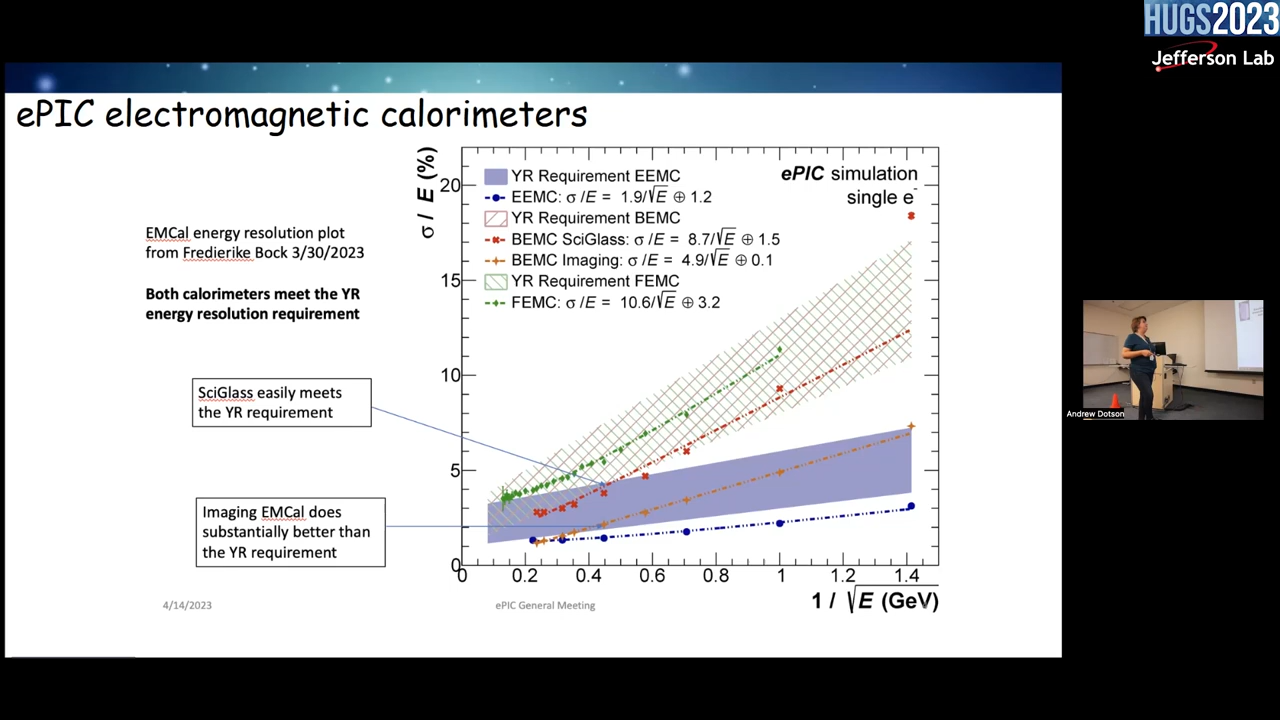 HUGS2023
Jefferson Lab
ePIC electromagnetic calorimeters
EMCal energy resolution plot
from Fredierike Bock 3/30/2023
Both calorimeters meet the YR
energy resolution requirement
SciGlass easily meets
the YR requirement
Imaging EMCal does
substantially better than
the YR requirement
σ / E (%)
20
15
10
5
0
YR Requirement EEMC
EEMC: σ /E = 1.9/√E ⊕ 1.2
YR Requirement BEMC
BEMC SciGlass: σ /E = 8.7/√E ⊕ 1.5
BEMC Imaging: σ /E = 4.9/√E ⊕ 0.1
YR Requirement FEMC
FEMC: σ /E = 10.6/√E ⊕ 3.2
ePIC simulation
single e⁻
0 0.2 0.4 0.6 0.8 1 1.2 1.4
1 / √E (GeV)
4/14/2023
ePIC General Meeting
Andrew Dotson